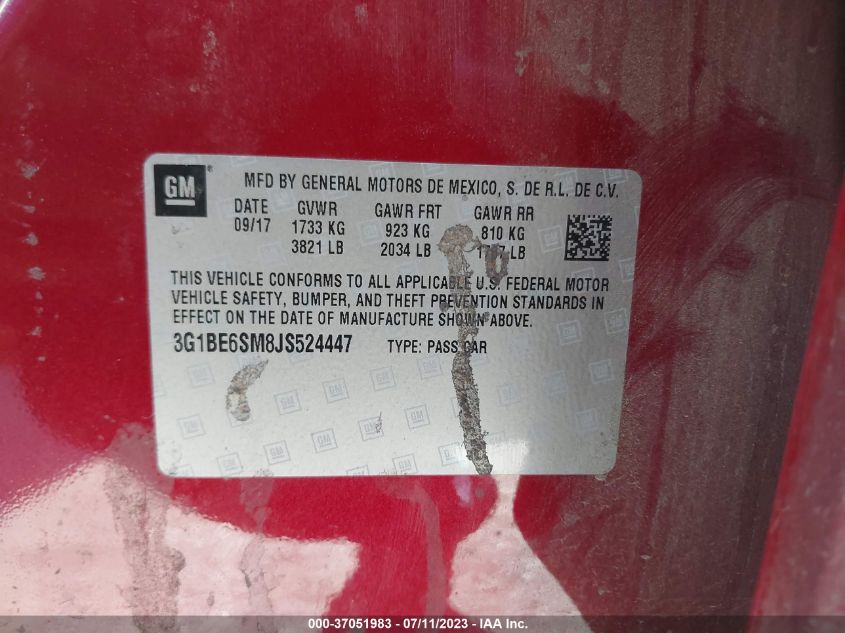 GM
MFD BY GENERAL MOTORS DE MEXICO, S. DE R.L. DE C.V.
DATE GVWR GAWR FRT GAWR RR
09/17 1733 KG 923 KG 810 KG
3821 LB 2034 LB LB
THIS VEHICLE CONFORMS TO ALL APPLICABLE U.S. FEDERAL MOTOR
VEHICLE SAFETY, BUMPER, AND THEFT PREVENTION STANDARDS IN
EFFECT ON THE DATE OF MANUFACTURE SHOWN ABOVE.
3G1BE6SM8JS524447 TYPE: PASS CAR
000-37051983 - 07/11/2023 - IAA Inc.